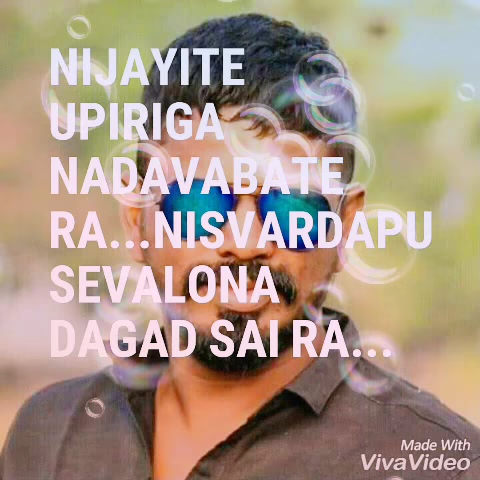 NIJAYITE
UPIRIGA
NADAVABATE
RA...NISVARDAPU
SEVALONA
DAGAD SAI RA...
Made With
VivaVideo